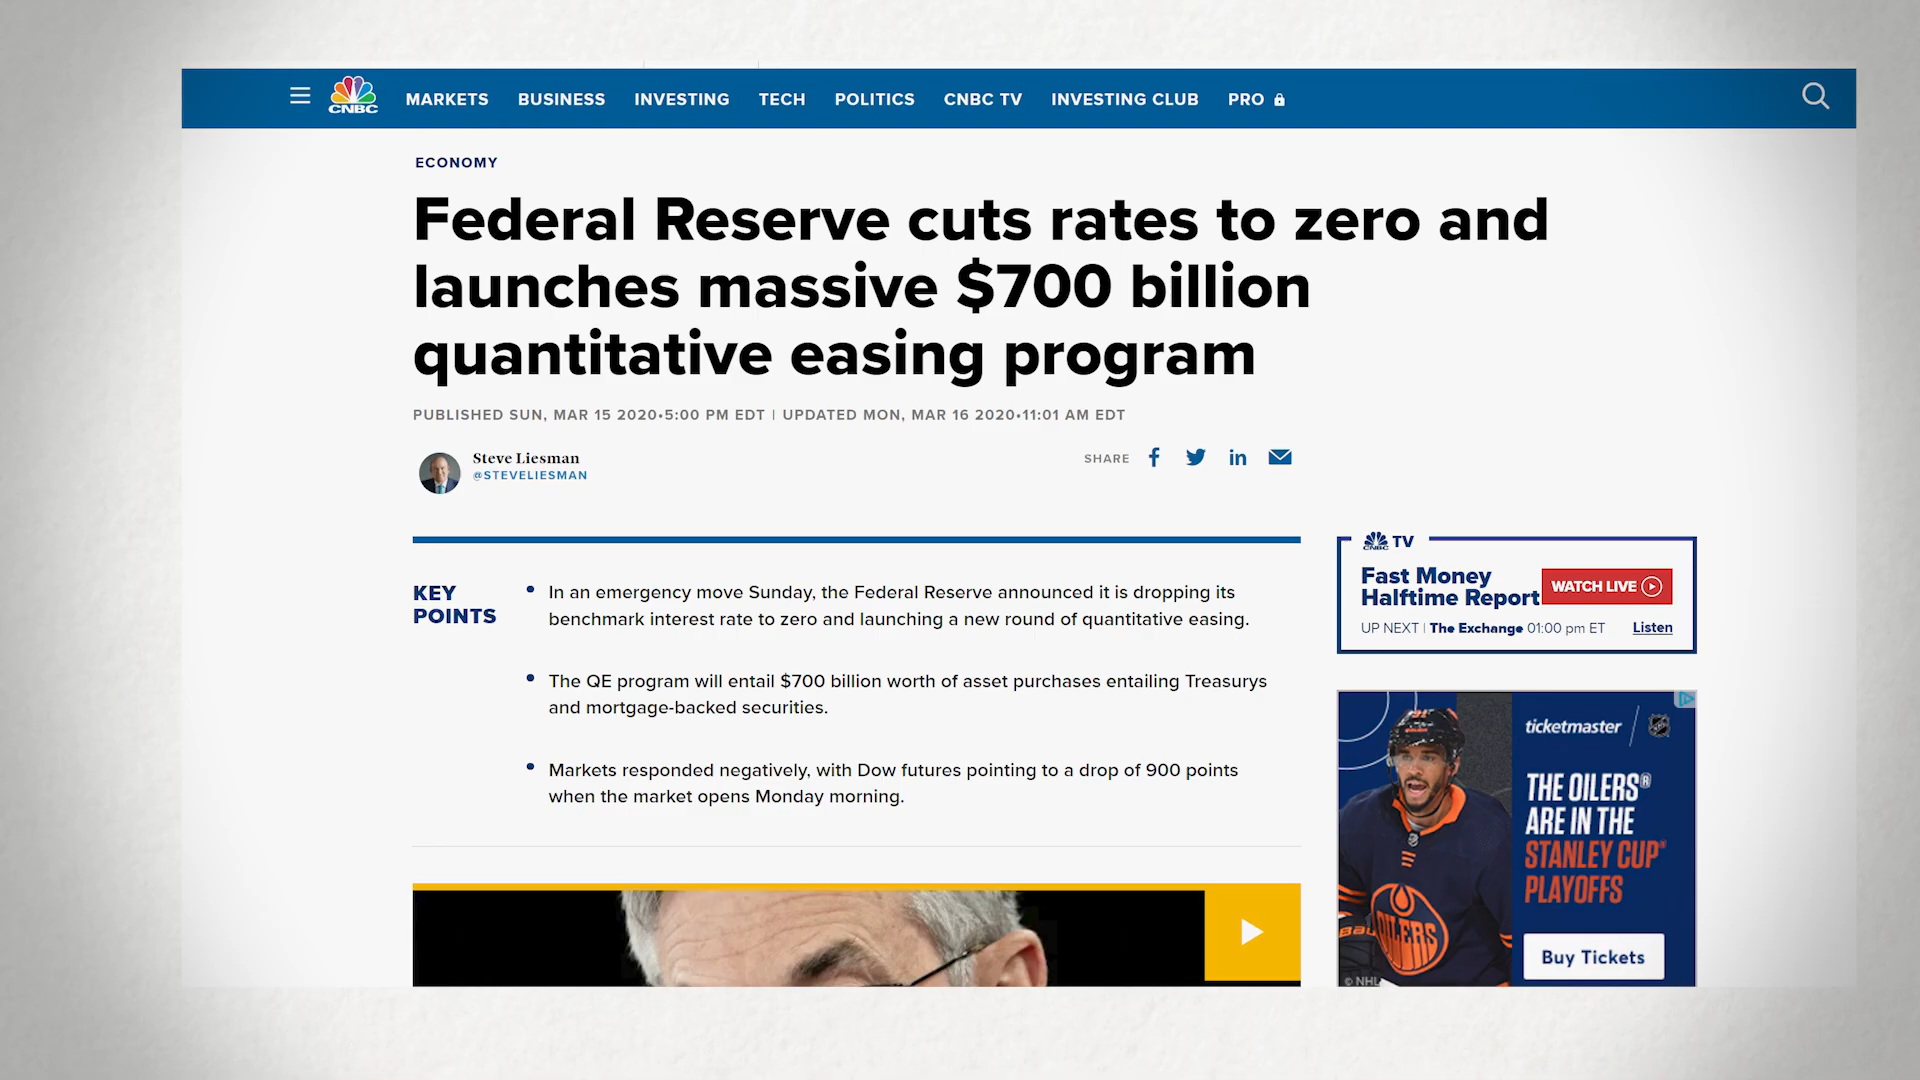 CNBC
MARKETS BUSINESS INVESTING TECH POLITICS CNBC TV INVESTING CLUB PRO
ECONOMY
Federal Reserve cuts rates to zero and
launches massive $700 billion
quantitative easing program
PUBLISHED SUN, MAR 15 2020•5:00 PM EDT | UPDATED MON, MAR 16 2020•11:01 AM EDT
Steve Liesman
@STEVELIESMAN
SHARE
KEY
POINTS
• In an emergency move Sunday, the Federal Reserve announced it is dropping its
benchmark interest rate to zero and launching a new round of quantitative easing.
• The QE program will entail $700 billion worth of asset purchases entailing Treasurys
and mortgage-backed securities.
• Markets responded negatively, with Dow futures pointing to a drop of 900 points
when the market opens Monday morning.
CNBC TV
Fast Money
Halftime Report
WATCH LIVE
UP NEXT | The Exchange 01:00 pm ET
Listen
ticketmaster
THE OILERS®
ARE IN THE
STANLEY CUP®
PLAYOFFS
Buy Tickets
OILERS
© NHL